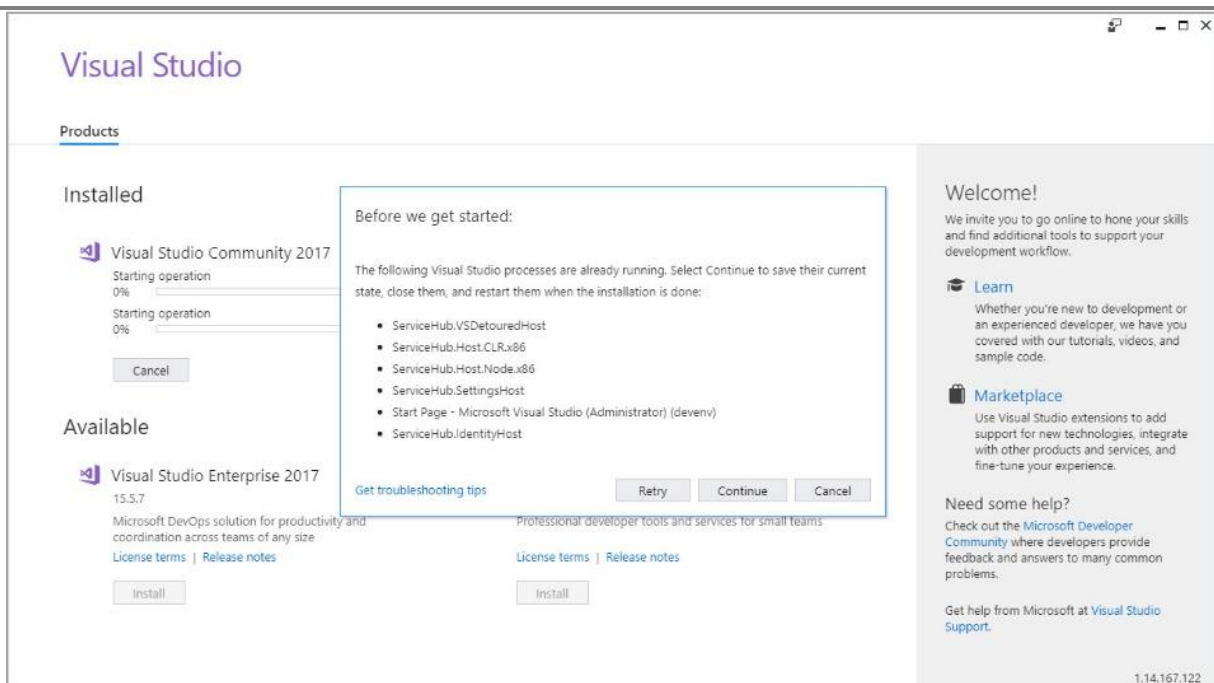 Visual Studio
Products
Installed
Visual Studio Community 2017
Starting operation
0%
Starting operation
0%
Cancel
Available
Visual Studio Enterprise 2017
15.5.7
Microsoft DevOps solution for productivity and
coordination across teams of any size
License terms | Release notes
Install
Professional developer tools and services for small teams
License terms | Release notes
Install
Before we get started:
The following Visual Studio processes are already running. Select Continue to save their current
state, close them, and restart them when the installation is done:
• ServiceHub.VSDetouredHost
• ServiceHub.Host.CLR.x86
• ServiceHub.Host.Node.x86
• ServiceHub.SettingsHost
• Start Page - Microsoft Visual Studio (Administrator) (devenv)
• ServiceHub.IdentityHost
Get troubleshooting tips
Retry
Continue
Cancel
Welcome!
We invite you to go online to hone your skills
and find additional tools to support your
development workflow.
Learn
Whether you're new to development or
an experienced developer, we have you
covered with our tutorials, videos, and
sample code.
Marketplace
Use Visual Studio extensions to add
support for new technologies, integrate
with other products and services, and
fine-tune your experience.
Need some help?
Check out the Microsoft Developer
Community where developers provide
feedback and answers to many common
problems.
Get help from Microsoft at Visual Studio
Support.
1.14.167.122